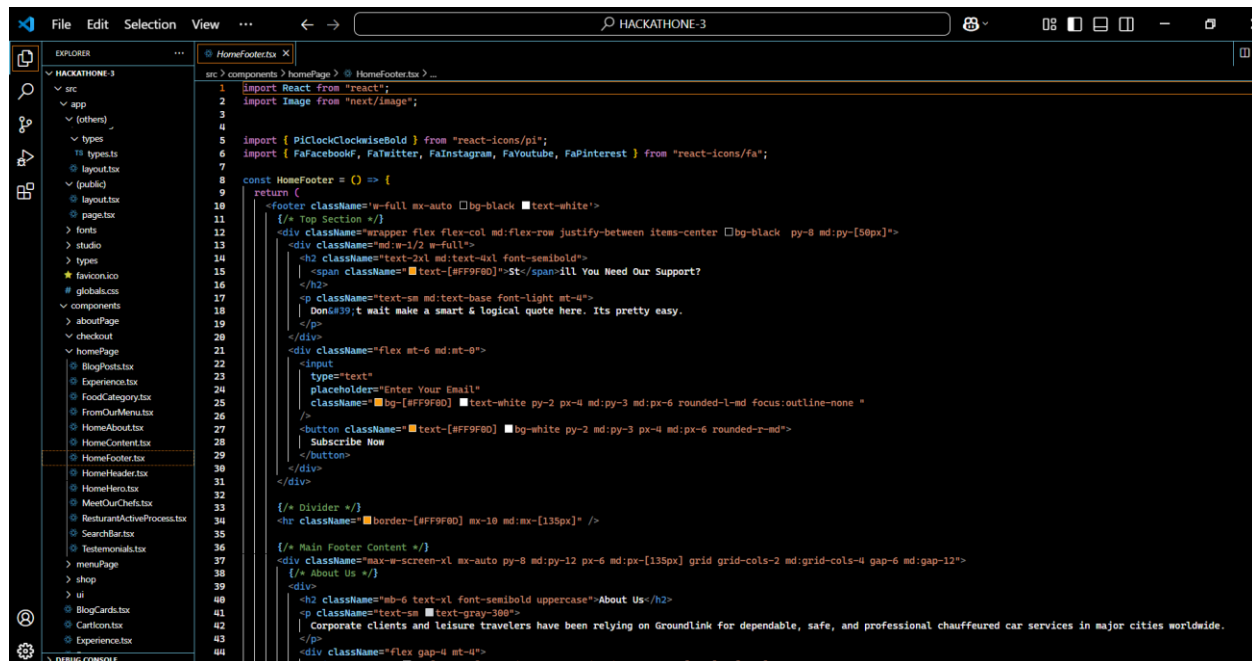 File Edit Selection View ... HACKATHONE-3
EXPLORER ...
HACKATHONE-3
src
app
(others)
types
TS types.ts
layout.tsx
(public)
layout.tsx
page.tsx
fonts
studio
types
favicon.ico
# globals.css
components
aboutPage
checkout
homePage
BlogPosts.tsx
Experience.tsx
FoodCategory.tsx
FromOurMenu.tsx
HomeAbout.tsx
HomeContent.tsx
HomeFooter.tsx
HomeHeader.tsx
HomeHero.tsx
MeetOurChefs.tsx
ResturantActiveProcess.tsx
SearchBar.tsx
Testemonials.tsx
menuPage
shop
ui
BlogCards.tsx
CartIcon.tsx
Experience.tsx
DEBUG CONSOLE
HomeFooter.tsx
src > components > homePage > HomeFooter.tsx > ...
1 import React from "react";
2 import Image from "next/image";
3
4
5 import { PiClockClockwiseBold } from "react-icons/pi";
6 import { FaFacebookF, FaTwitter, FaInstagram, FaYoutube, FaPinterest } from "react-icons/fa";
7
8 const HomeFooter = () => {
9 return (
10 <footer className='w-full mx-auto bg-black text-white'>
11 {/* Top Section */}
12 <div className="wrapper flex flex-col md:flex-row justify-between items-center bg-black py-8 md:py-[50px]">
13 <div className="md:w-1/2 w-full">
14 <h2 className="text-2xl md:text-4xl font-semibold">
15 <span className="text-[#FF9F0D]">St</span>ill You Need Our Support?
16 </h2>
17 <p className="text-sm md:text-base font-light mt-4">
18 Don&#39;t wait make a smart & logical quote here. Its pretty easy.
19 </p>
20 </div>
21 <div className="flex mt-6 md:mt-0">
22 <input
23 type="text"
24 placeholder="Enter Your Email"
25 className="bg-[#FF9F0D] text-white py-2 px-4 md:py-3 md:px-6 rounded-l-md focus:outline-none "
26 />
27 <button className="text-[#FF9F0D] bg-white py-2 md:py-3 px-4 md:px-6 rounded-r-md">
28 Subscribe Now
29 </button>
30 </div>
31 </div>
32
33 {/* Divider */}
34 <hr className="border-[#FF9F0D] mx-10 md:mx-[135px]" />
35
36 {/* Main Footer Content */}
37 <div className="max-w-screen-xl mx-auto py-8 md:py-12 px-6 md:px-[135px] grid grid-cols-2 md:grid-cols-4 gap-6 md:gap-12">
38 {/* About Us */}
39 <div>
40 <h2 className="mb-6 text-xl font-semibold uppercase">About Us</h2>
41 <p className="text-sm text-gray-300">
42 Corporate clients and leisure travelers have been relying on Groundlink for dependable, safe, and professional chauffeured car services in major cities worldwide.
43 </p>
44 <div className="flex gap-4 mt-4">